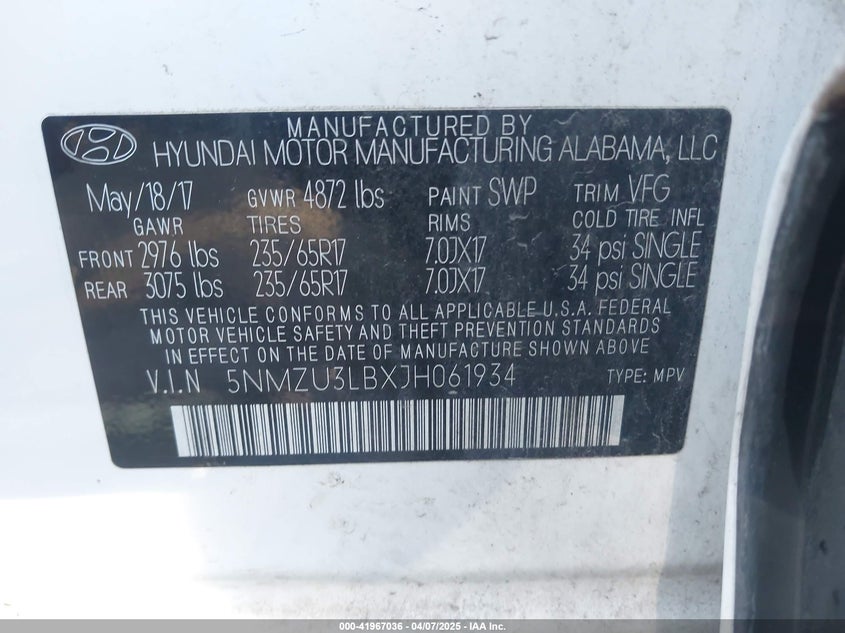 MANUFACTURED BY
HYUNDAI MOTOR MANUFACTURING ALABAMA, LLC
May/18/17 GVWR 4872 lbs PAINT SWP TRIM VFG
GAWR TIRES RIMS COLD TIRE INFL
FRONT 2976 lbs 235/65R17 7.0JX17 34 psi SINGLE
REAR 3075 lbs 235/65R17 7.0JX17 34 psi SINGLE
THIS VEHICLE CONFORMS TO ALL APPLICABLE U.S.A. FEDERAL
MOTOR VEHICLE SAFETY AND THEFT PREVENTION STANDARDS
IN EFFECT ON THE DATE OF MANUFACTURE SHOWN ABOVE
V.I.N 5NMZU3LBXJH061934 TYPE: MPV
000-41967036 - 04/07/2025 - IAA Inc.